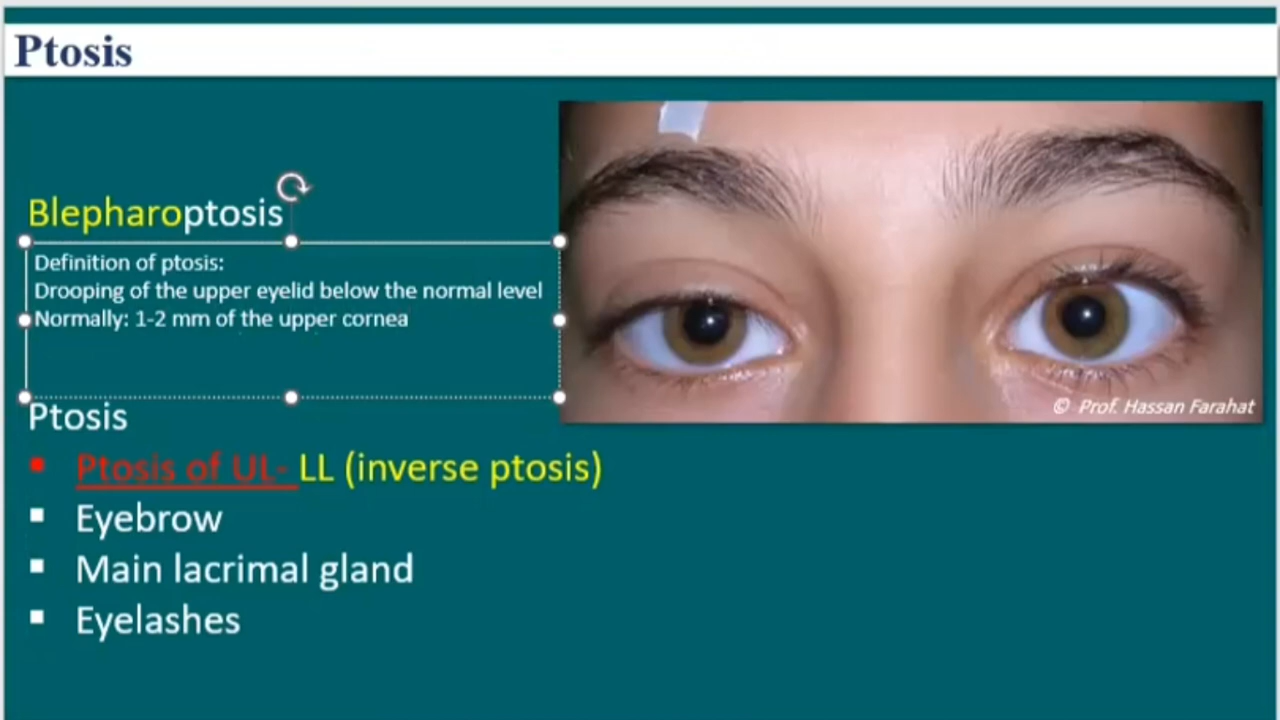 Ptosis
Blepharoptosis
Definition of ptosis:
Drooping of the upper eyelid below the normal level
Normally: 1-2 mm of the upper cornea
© Prof. Hassan Farahat
Ptosis
Ptosis of UL- LL (inverse ptosis)
Eyebrow
Main lacrimal gland
Eyelashes